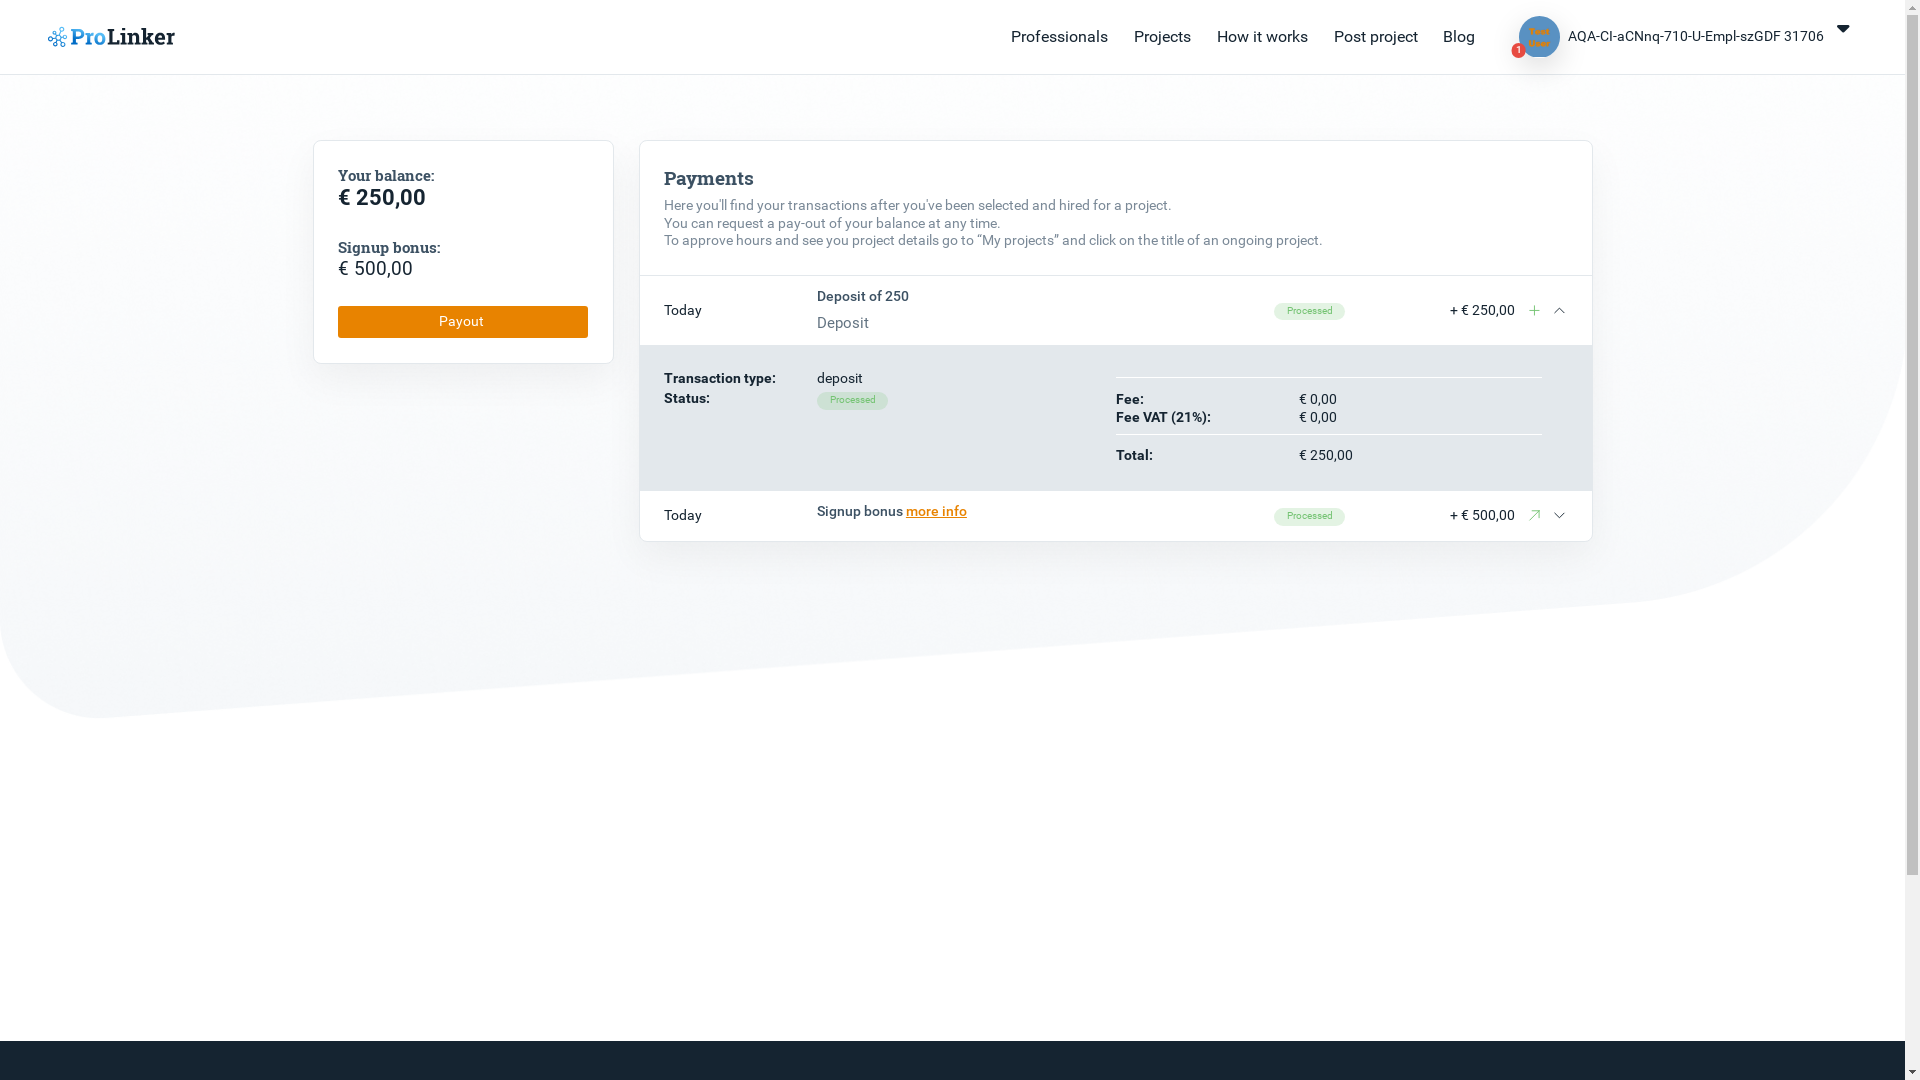 ProLinker
Professionals Projects How it works Post project Blog
Test
User
1
AQA-CI-aCNnq-710-U-Empl-szGDF 31706
Your balance:
€ 250,00
Signup bonus:
€ 500,00
Payout
Payments
Here you'll find your transactions after you've been selected and hired for a project.
You can request a pay-out of your balance at any time.
To approve hours and see you project details go to “My projects” and click on the title of an ongoing project.
Today Deposit of 250 Processed + € 250,00
Deposit
Transaction type: deposit
Status: Processed
Fee: € 0,00
Fee VAT (21%): € 0,00
Total: € 250,00
Today Signup bonus more info Processed + € 500,00